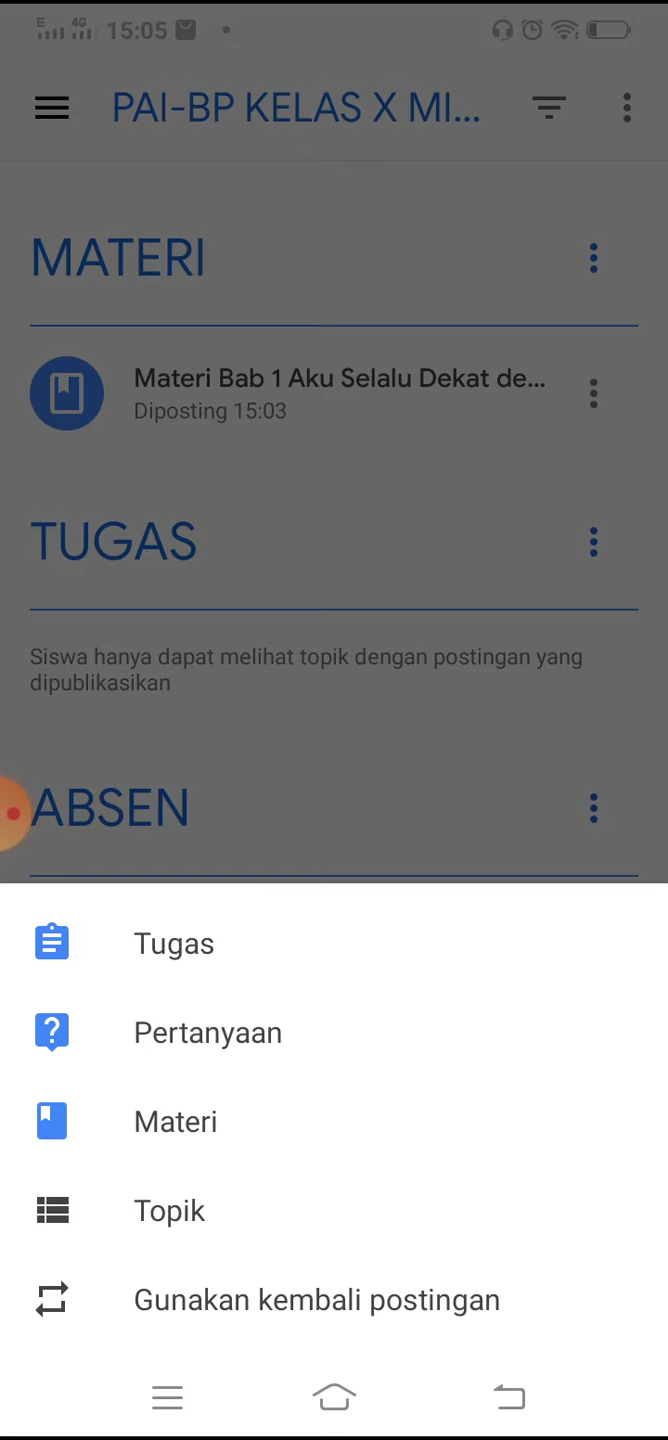 E 4G 15:05
PAI-BP KELAS X MI...
MATERI
Materi Bab 1 Aku Selalu Dekat de...
Diposting 15:03
TUGAS
Siswa hanya dapat melihat topik dengan postingan yang
dipublikasikan
ABSEN
Tugas
Pertanyaan
Materi
Topik
Gunakan kembali postingan